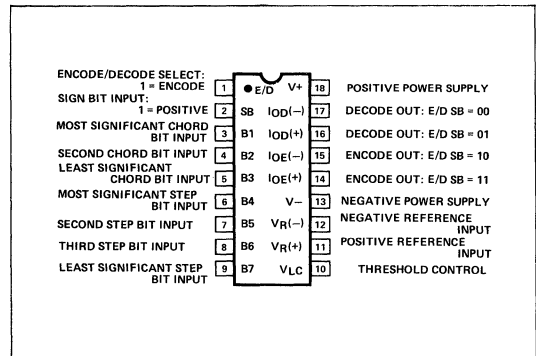 ENCODE/DECODE SELECT:
1 = ENCODE
1
E/D
V+
18
POSITIVE POWER SUPPLY
SIGN BIT INPUT:
1 = POSITIVE
2
SB
IOD(−)
17
DECODE OUT: E/D SB = 00
MOST SIGNIFICANT CHORD
BIT INPUT
3
B1
IOD(+)
16
DECODE OUT: E/D SB = 01
SECOND CHORD BIT INPUT
4
B2
IOE(−)
15
ENCODE OUT: E/D SB = 10
LEAST SIGNIFICANT
CHORD BIT INPUT
5
B3
IOE(+)
14
ENCODE OUT: E/D SB = 11
MOST SIGNIFICANT STEP
BIT INPUT
6
B4
V−
13
NEGATIVE POWER SUPPLY
SECOND STEP BIT INPUT
7
B5
VR(−)
12
NEGATIVE REFERENCE
INPUT
THIRD STEP BIT INPUT
8
B6
VR(+)
11
POSITIVE REFERENCE
INPUT
LEAST SIGNIFICANT STEP
BIT INPUT
9
B7
VLC
10
THRESHOLD CONTROL